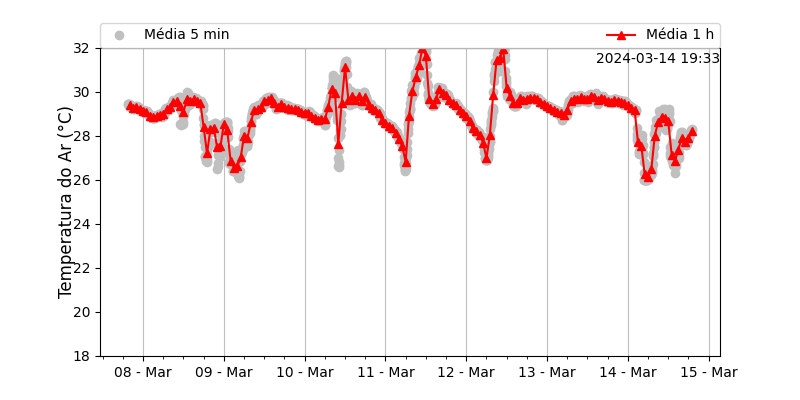 Média 5 min
Média 1 h
2024-03-14 19:33
Temperatura do Ar (°C)
32
30
28
26
24
22
20
18
08 - Mar
09 - Mar
10 - Mar
11 - Mar
12 - Mar
13 - Mar
14 - Mar
15 - Mar